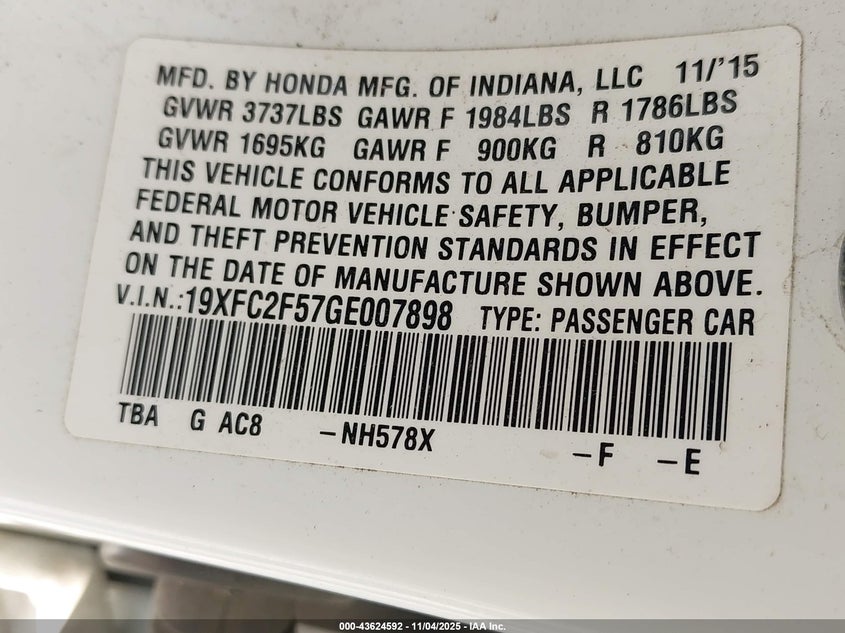 MFD. BY HONDA MFG. OF INDIANA, LLC 11/'15
GVWR 3737LBS GAWR F 1984LBS R 1786LBS
GVWR 1695KG GAWR F 900KG R 810KG
THIS VEHICLE CONFORMS TO ALL APPLICABLE
FEDERAL MOTOR VEHICLE SAFETY, BUMPER,
AND THEFT PREVENTION STANDARDS IN EFFECT
ON THE DATE OF MANUFACTURE SHOWN ABOVE.
V.I.N.:19XFC2F57GE007898 TYPE: PASSENGER CAR
TBA G AC8 -NH578X -F -E
000-43624592 - 11/04/2025 - IAA Inc.